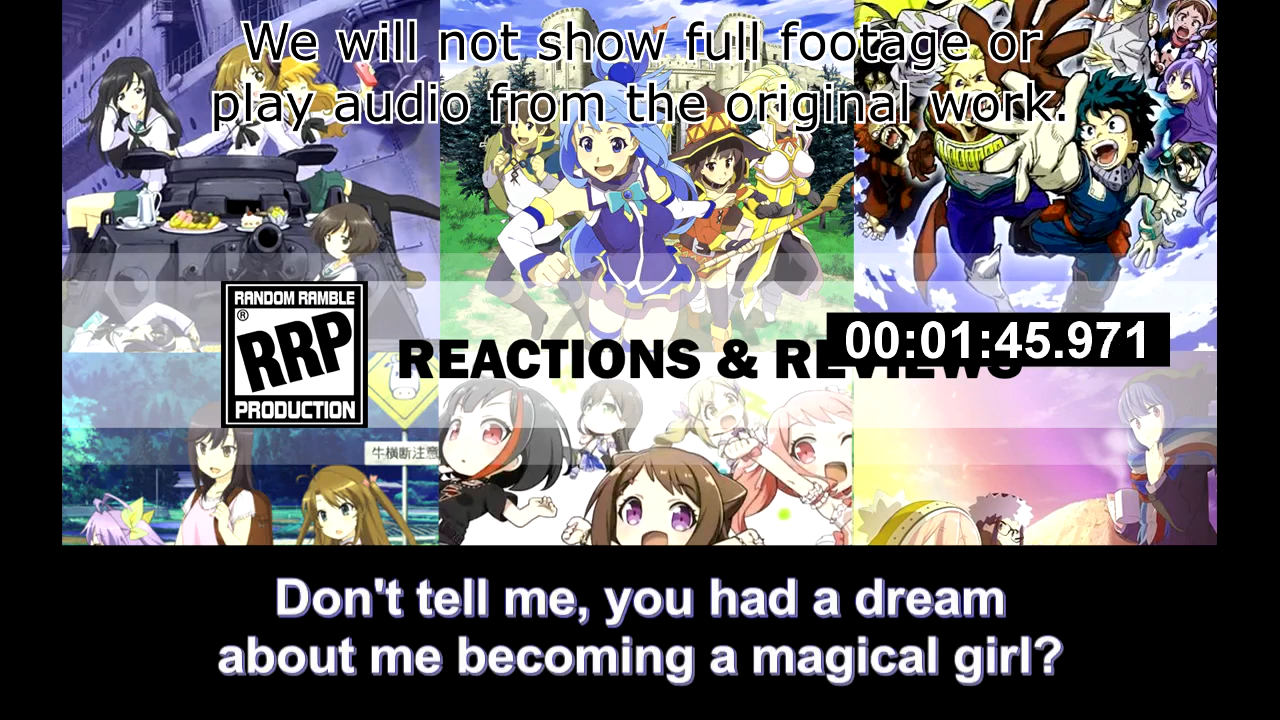 We will not show full footage or
play audio from the original work.
RANDOM RAMBLE
®
RRP
PRODUCTION
REACTIONS & REVIEWS
00:01:45.971
牛横断注意
Don't tell me, you had a dream
about me becoming a magical girl?